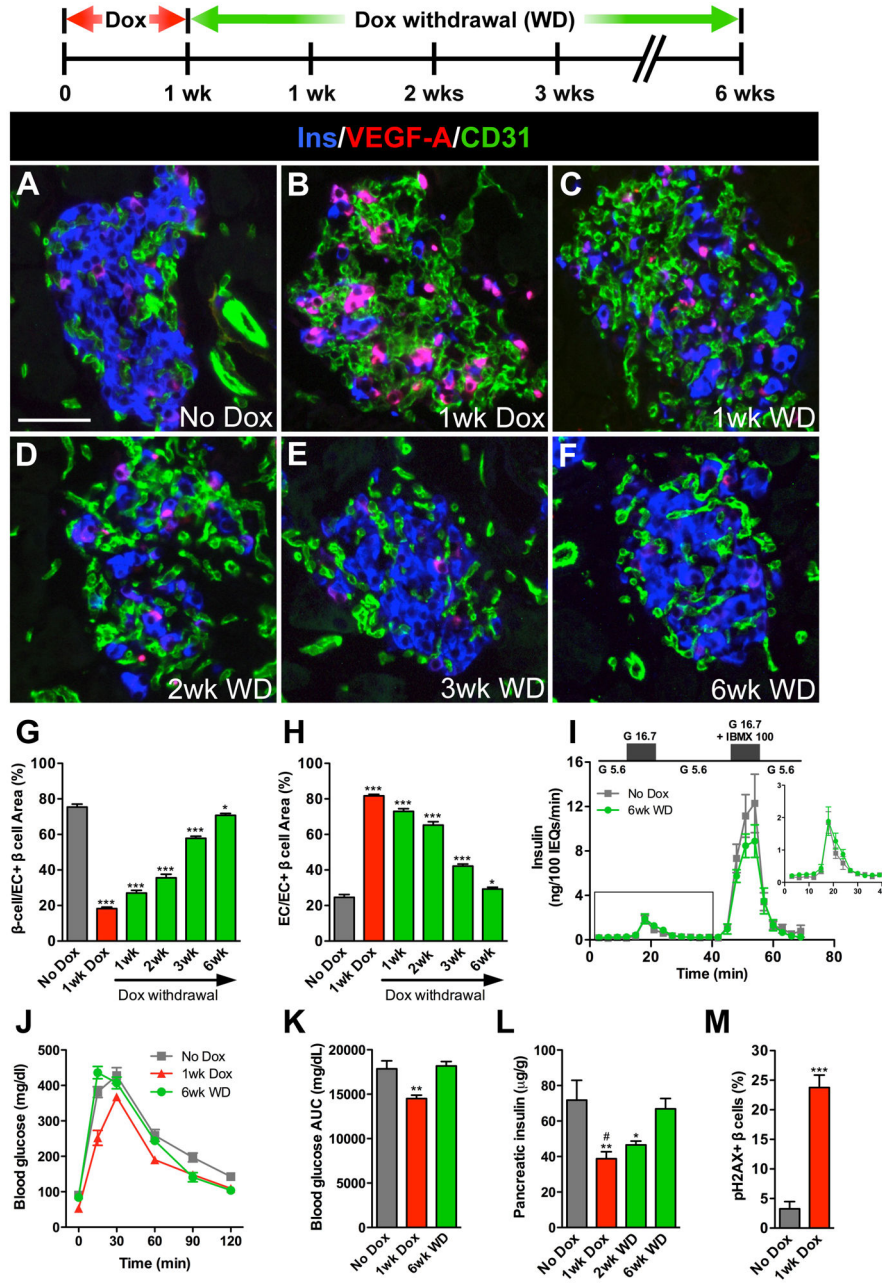 Dox
Dox withdrawal (WD)
0 1 wk 1 wk 2 wks 3 wks 6 wks
Ins/VEGF-A/CD31
A
No Dox
B
1wk Dox
C
1wk WD
D
2wk WD
E
3wk WD
F
6wk WD
G
β-cell/EC+ β cell Area (%)
100
80
60
40
20
0
***
***
***
***
*
No Dox
1wk Dox
1wk
2wk
3wk
6wk
Dox withdrawal
H
EC/EC+ β cell Area (%)
100
80
60
40
20
0
***
***
***
***
*
No Dox
1wk Dox
1wk
2wk
3wk
6wk
Dox withdrawal
I
G 16.7
G 16.7
+ IBMX 100
G 5.6
G 5.6
G 5.6
No Dox
6wk WD
Insulin
(ng/100 IEQs/min)
16
12
8
4
0
0 20 40 60 80
Time (min)
3
2
1
0
0 10 20 30 40
J
Blood glucose (mg/dl)
500
400
300
200
100
0
No Dox
1wk Dox
6wk WD
0 30 60 90 120
Time (min)
K
Blood glucose AUC (mg/dL)
20000
15000
10000
5000
0
**
No Dox
1wk Dox
6wk WD
L
Pancreatic insulin (μg/g)
100
80
60
40
20
0
#
**
*
No Dox
1wk Dox
2wk WD
6wk WD
M
pH2AX+ β cells (%)
30
25
20
15
10
5
0
***
No Dox
1wk Dox